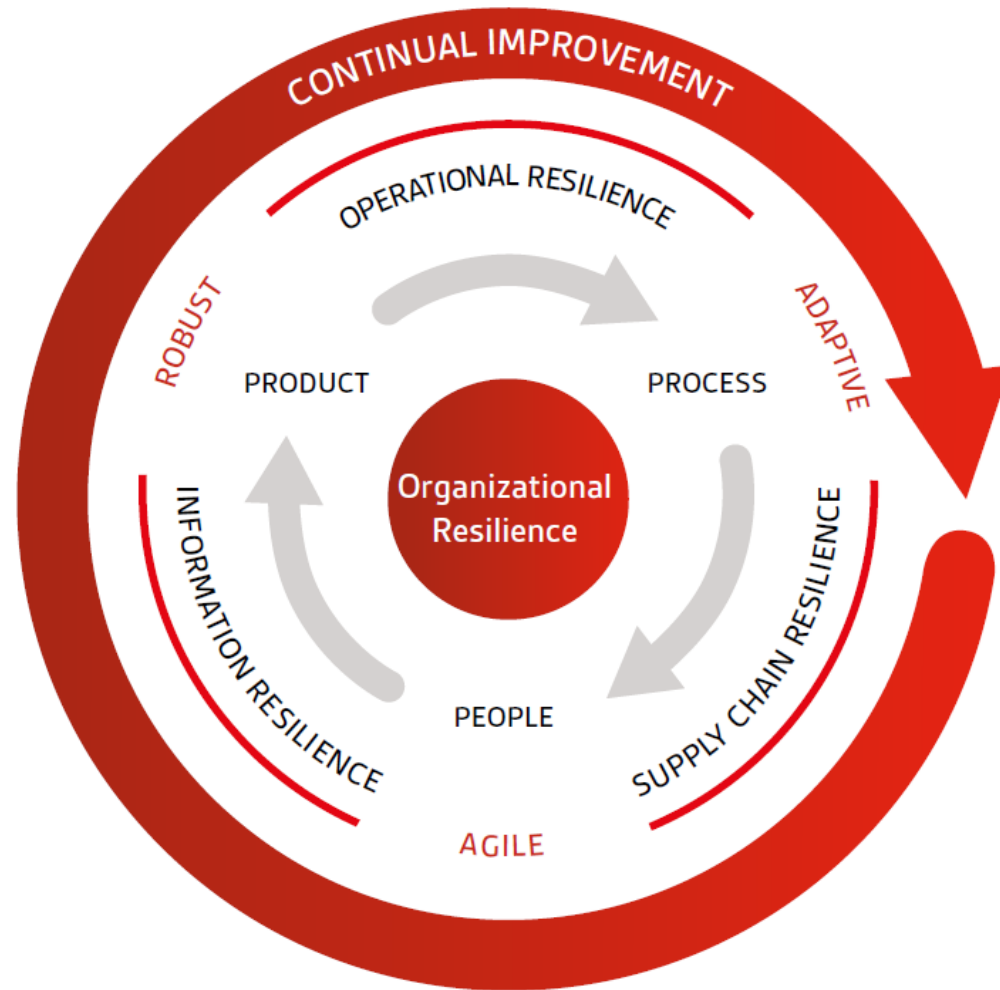 CONTINUAL IMPROVEMENT
OPERATIONAL RESILIENCE
ROBUST
ADAPTIVE
PRODUCT
PROCESS
Organizational
Resilience
INFORMATION RESILIENCE
SUPPLY CHAIN RESILIENCE
PEOPLE
AGILE